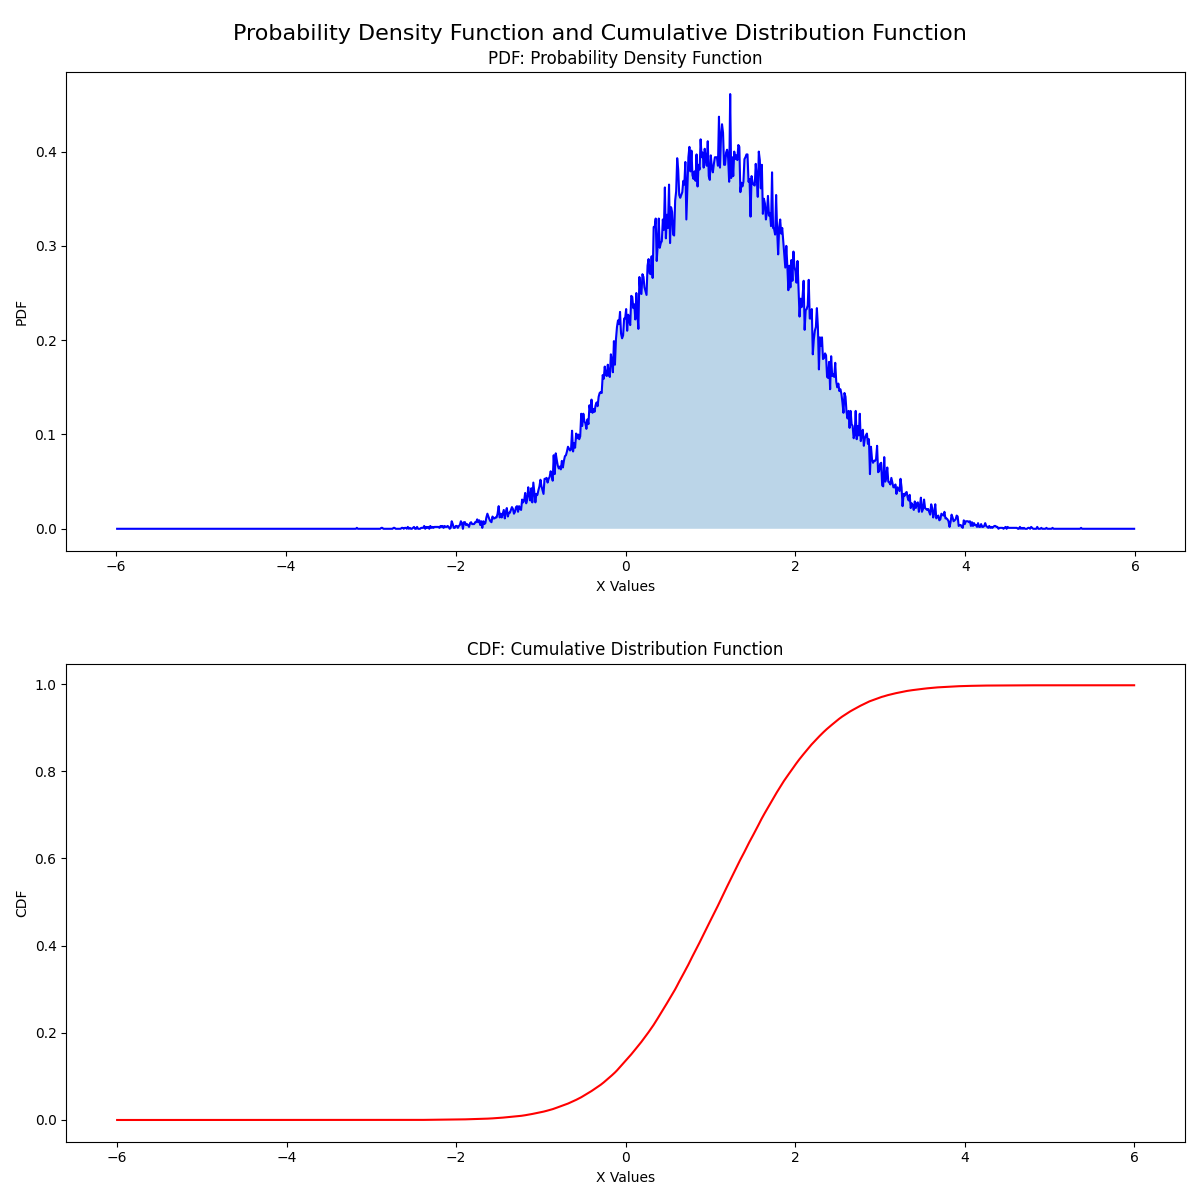 Probability Density Function and Cumulative Distribution Function
PDF: Probability Density Function
PDF
0.4
0.3
0.2
0.1
0.0
−6 −4 −2 0 2 4 6
X Values
CDF: Cumulative Distribution Function
CDF
1.0
0.8
0.6
0.4
0.2
0.0
−6 −4 −2 0 2 4 6
X Values